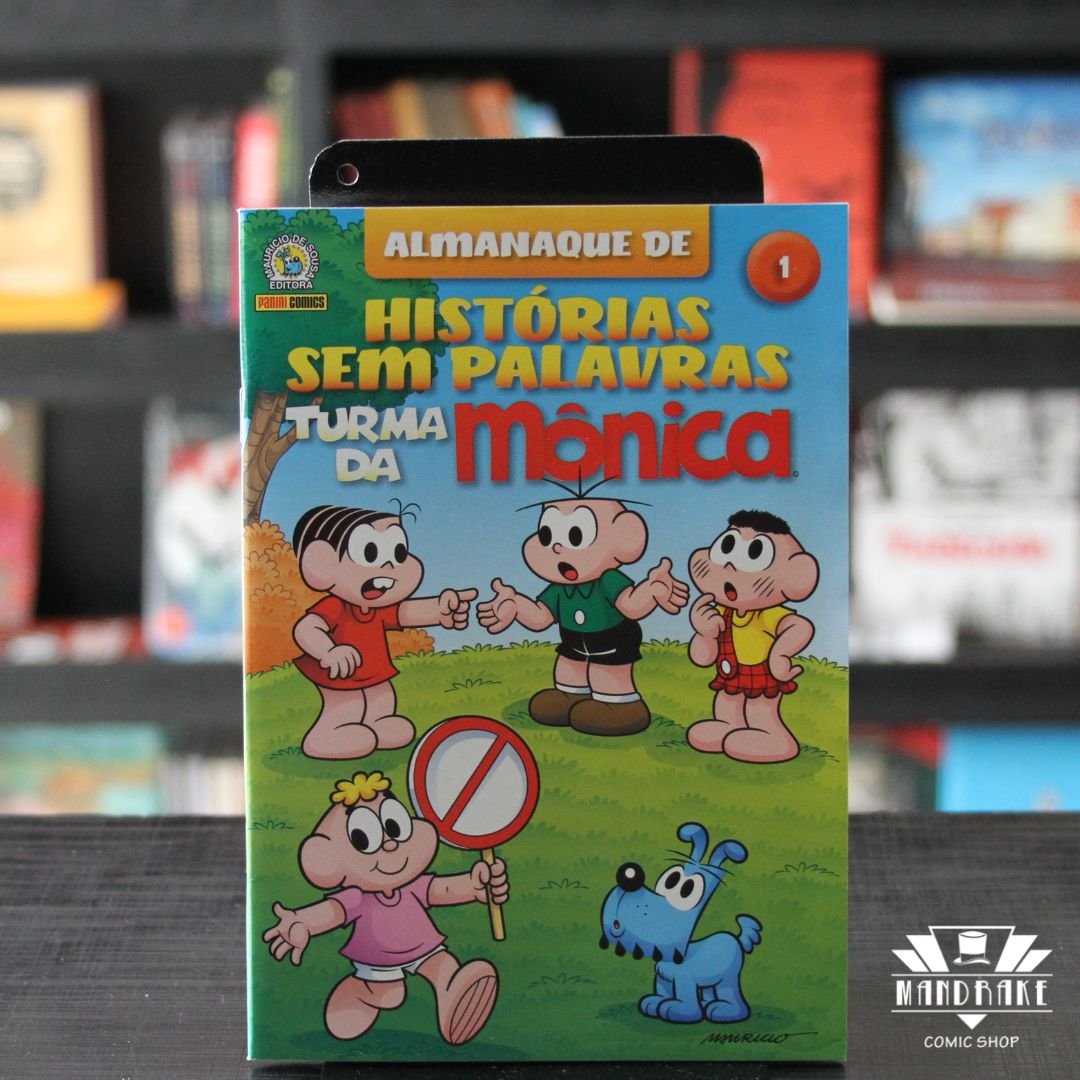 ALMANAQUE DE
1
MAURICIO DE SOUSA
EDITORA
PANINI COMICS
HISTÓRIAS
SEM PALAVRAS
TURMA
DA
Mônica
MAURICIO
MANDRAKE
COMIC SHOP